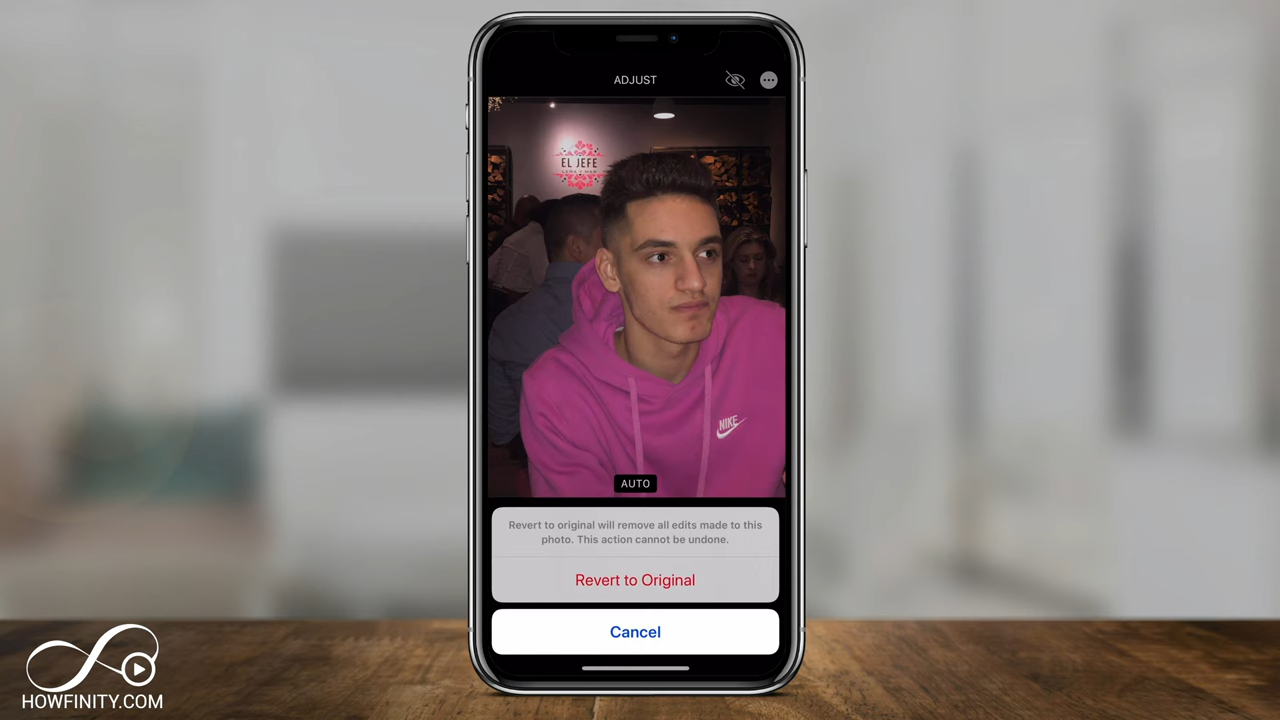 ADJUST
EL JEFE
NIKE
AUTO
Revert to original will remove all edits made to this
photo. This action cannot be undone.
Revert to Original
Cancel
HOWFINITY.COM